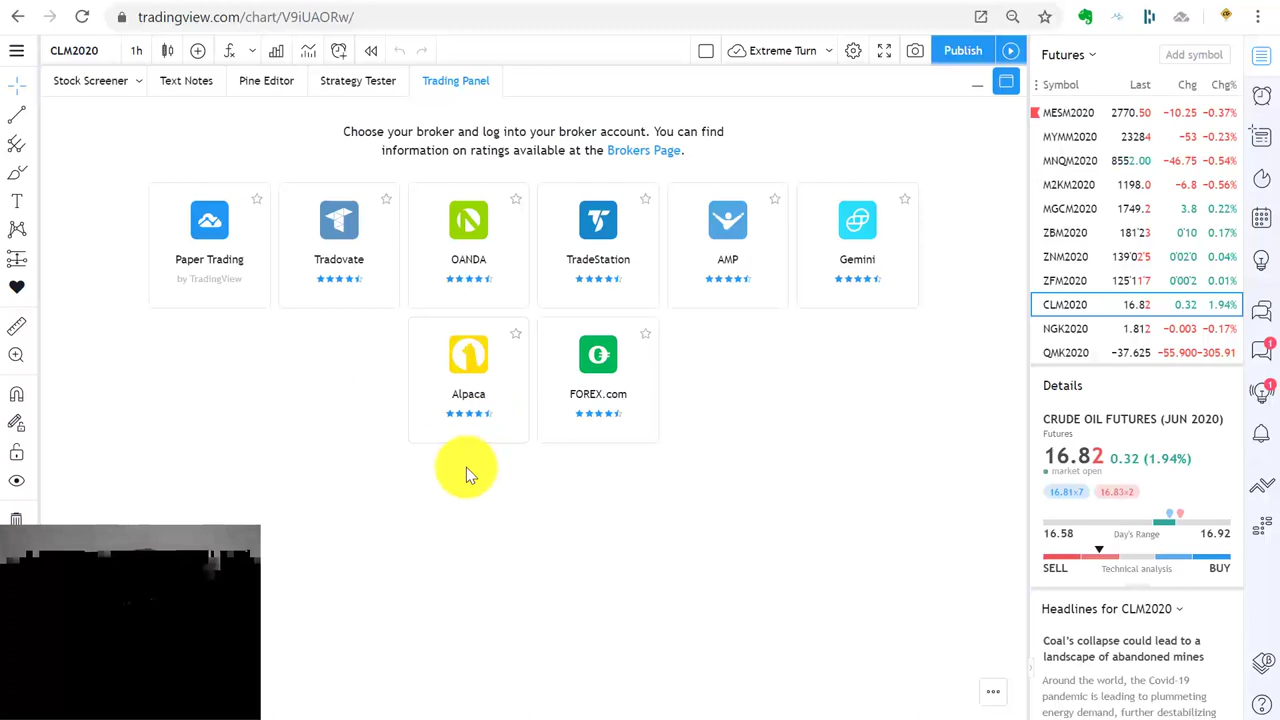 tradingview.com/chart/V9iUAORw/
CLM2020 1h Extreme Turn Publish
Stock Screener Text Notes Pine Editor Strategy Tester Trading Panel
Choose your broker and log into your broker account. You can find
information on ratings available at the Brokers Page.
Paper Trading
by TradingView
Tradovate
OANDA
TradeStation
AMP
Gemini
Alpaca
FOREX.com
Futures Add symbol
Symbol Last Chg Chg%
MESM2020 2770.50 −10.25 −0.37%
MYMM2020 23284 −53 −0.23%
MNQM2020 8552.00 −46.75 −0.54%
M2KM2020 1198.0 −6.8 −0.56%
MGCM2020 1749.2 3.8 0.22%
ZBM2020 181'23 0'10 0.17%
ZNM2020 139'02'5 0'02'0 0.04%
ZFM2020 125'11'7 0'00'2 0.01%
CLM2020 16.82 0.32 1.94%
NGK2020 1.812 −0.003 −0.17%
QMK2020 −37.625 −55.900 −305.91
Details
CRUDE OIL FUTURES (JUN 2020)
Futures
16.82 0.32 (1.94%)
market open
16.81×7 16.83×2
16.58 Day's Range 16.92
SELL Technical analysis BUY
Headlines for CLM2020
Coal's collapse could lead to a
landscape of abandoned mines
Around the world, the Covid-19
pandemic is leading to plummeting
energy demand, further destabilizing
1
1